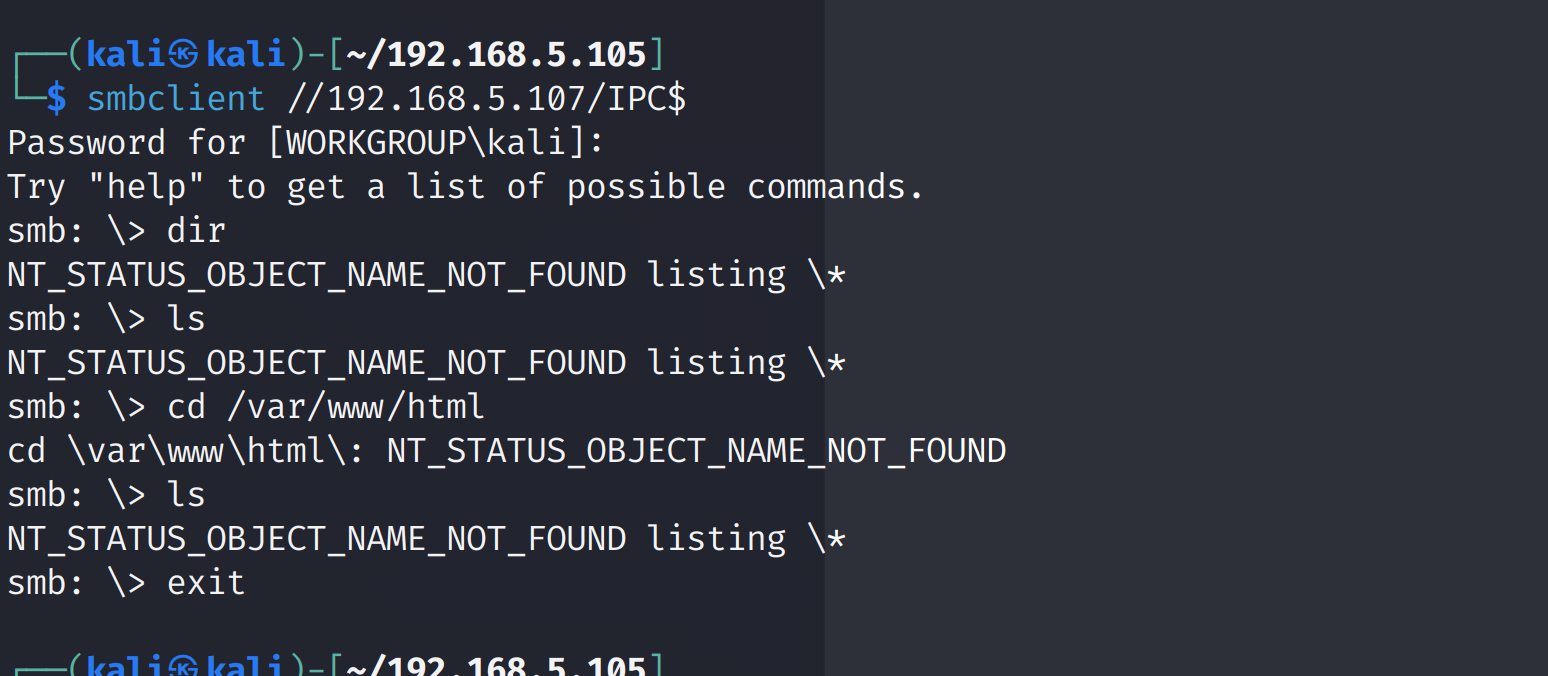 ┌──(kali㉿kali)-[~/192.168.5.105]
└─$ smbclient //192.168.5.107/IPC$
Password for [WORKGROUP\kali]:
Try "help" to get a list of possible commands.
smb: \> dir
NT_STATUS_OBJECT_NAME_NOT_FOUND listing \*
smb: \> ls
NT_STATUS_OBJECT_NAME_NOT_FOUND listing \*
smb: \> cd /var/www/html
cd \var\www\html\: NT_STATUS_OBJECT_NAME_NOT_FOUND
smb: \> ls
NT_STATUS_OBJECT_NAME_NOT_FOUND listing \*
smb: \> exit
┌──(kali㉿kali)-[~/192.168.5.105]